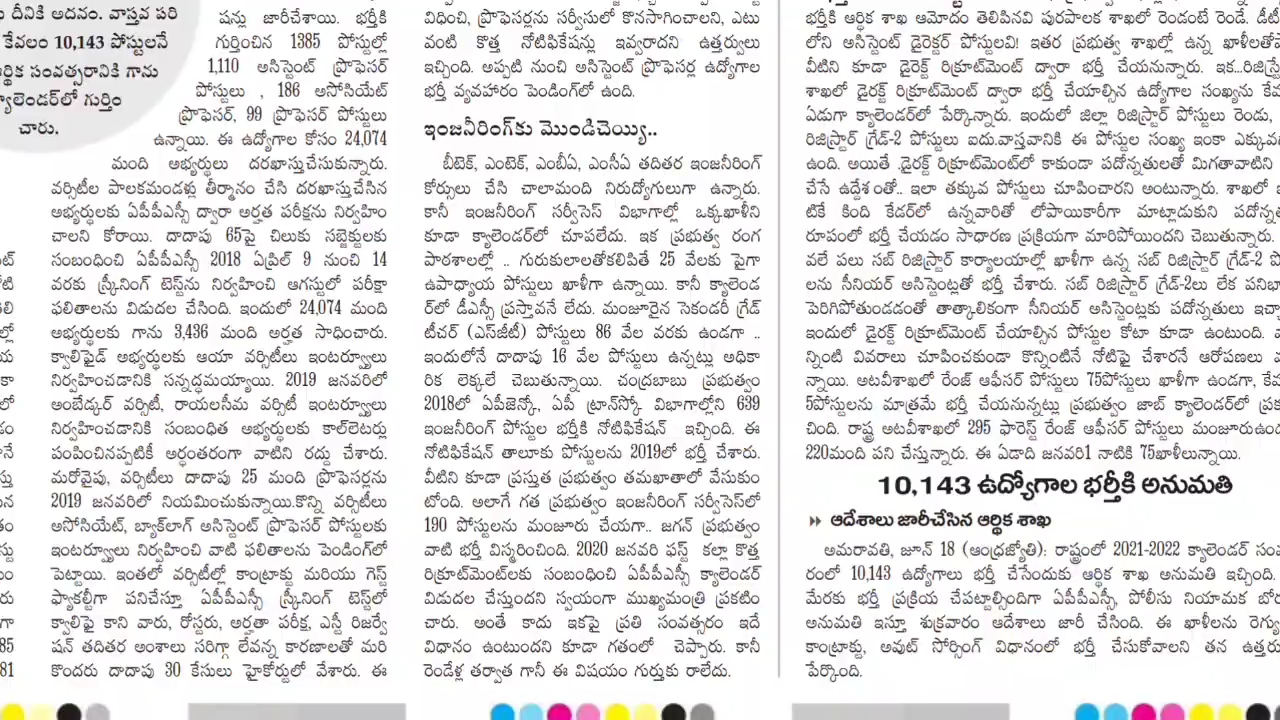 దీనికి అదనం. వాస్తవ పరి
కేవలం 10,143 పోస్టులనే
ఆర్థిక సంవత్సరానికి గాను
క్యాలెండర్‌లో గుర్తిం
చారు.
ట్
85
81
షన్లు జారీచేశాయి. భర్తీకి
గుర్తించిన 1385 పోస్టుల్లో
1,110 అసిస్టెంట్ ప్రొఫెసర్
పోస్టులు , 186 అసోసియేట్
ప్రొఫెసర్, 99 ప్రొఫెసర్ పోస్టులు
ఉన్నాయి. ఈ ఉద్యోగాల కోసం 24,074
మంది అభ్యర్థులు దరఖాస్తుచేసుకున్నారు.
వర్సిటీల పాలకమండళ్లు తీర్మానం చేసి దరఖాస్తుచేసిన
అభ్యర్థులకు ఏపీపీఎస్సీ ద్వారా అర్హత పరీక్షను నిర్వహిం
చాలని కోరాయి. దాదాపు 65పై చిలుకు సబ్జెక్టులకు
సంబంధించి ఏపీపీఎస్సీ 2018 ఏప్రిల్ 9 నుంచి 14
వరకు స్క్రీనింగ్ టెస్ట్‌ను నిర్వహించి ఆగస్టులో పరీక్షా
ఫలితాలను విడుదల చేసింది ఇందులో 24,074 మంది
అభ్యర్థులకు గాను 3,436 మంది అర్హత సాధించారు.
క్వాలిఫైడ్ అభ్యర్థులకు ఆయా వర్సిటీలు ఇంటర్వ్యూలు
నిర్వహించడానికి సన్నద్ధమయ్యాయి. 2019 జనవరిలో
అంబేడ్కర్ వర్సిటీ, రాయలసీమ వర్సిటీ ఇంటర్వ్యూలు
నిర్వహించడానికి సంబంధిత అభ్యర్థులకు కాల్‌లెటర్లు
పంపించినప్పటికీ అర్ధంతరంగా వాటిని రద్దు చేశారు.
మరోవైపు, వర్సిటీలు దాదాపు 25 మంది ప్రొఫెసర్లను
2019 జనవరిలో నియమించుకున్నాయి.కొన్ని వర్సిటీలు
అసోసియేట్, బ్యాక్‌లాగ్ అసిస్టెంట్ ప్రొఫెసర్ పోస్టులకు
ఇంటర్వ్యూలు నిర్వహించి వాటి ఫలితాలను పెండింగ్‌లో
పెట్టాయి. ఇంతలో వర్సిటీల్లో కాంట్రాక్టు మరియు గెస్ట్
ఫ్యాకల్టీగా పనిచేస్తూ ఏపీపీఎస్సీ స్క్రీనింగ్ టెస్ట్‌లో
క్వాలిఫై కాని వారు, రోస్టరు, అర్హతా పరీక్ష, ఎస్టీ రిజర్వే
షన్ తదితర అంశాలు సరిగ్గా లేవన్న కారణాలతో మరి
కొందరు దాదాపు 30 కేసులు హైకోర్టులో వేశారు. ఈ
విధించి, ప్రొఫెసర్లను సర్వీసులో కొనసాగించాలని, ఎటు
వంటి కొత్త నోటిఫికేషన్లు ఇవ్వరాదని ఉత్తర్వులు
ఇచ్చింది. అప్పటి నుంచి అసిస్టెంట్ ప్రొఫెసర్ల ఉద్యోగాల
భర్తీ వ్యవహారం పెండింగ్‌లో ఉంది.
ఇంజనీరింగ్‌కు మొండిచెయ్యి..
బీటెక్, ఎంటెక్, ఎంబీఏ, ఎంసీఏ తదితర ఇంజనీరింగ్
కోర్సులు చేసి చాలామంది నిరుద్యోగులుగా ఉన్నారు.
కానీ ఇంజనీరింగ్ సర్వీసెస్ విభాగాల్లో ఒక్కఖాళీని
కూడా క్యాలెండర్‌లో చూపలేదు. ఇక ప్రభుత్వ రంగ
పాఠశాలల్లో .. గురుకులాలతోకలిపితే 25 వేలకు పైగా
ఉపాధ్యాయ పోస్టులు ఖాళీగా ఉన్నాయి. కానీ క్యాలెండ
ర్‌లో డీఎస్సీ ప్రస్తావనే లేదు. మంజూరైన సెకండరీ గ్రేడ్
టీచర్ (ఎస్‌జీటీ) పోస్టులు 86 వేల వరకు ఉండగా ..
ఇందులోనే దాదాపు 16 వేల పోస్టులు ఉన్నట్లు అధికా
రిక లెక్కలే చెబుతున్నాయి. చంద్రబాబు ప్రభుత్వం
2018లో ఏపీజెన్కో, ఏపీ ట్రాన్స్‌కో విభాగాల్లోని 639
ఇంజనీరింగ్ పోస్టుల భర్తీకి నోటిఫికేషన్ ఇచ్చింది. ఈ
నోటిఫికేషన్ తాలూకు పోస్టులను 2019లో భర్తీ చేశారు.
వీటిని కూడా ప్రస్తుత ప్రభుత్వం తమఖాతాలో వేసుకుం
టోంది. అలాగే గత ప్రభుత్వం ఇంజనీరింగ్ సర్వీసెస్‌లో
190 పోస్టులను మంజూరు చేయగా.. జగన్ ప్రభుత్వం
వాటి భర్తీ విస్మరించింది. 2020 జనవరి ఫస్ట్ కల్లా కొత్త
రిక్రూట్‌మెంట్‌లకు సంబంధించి ఏపీపీఎస్సీ క్యాలెండర్
విడుదల చేస్తుందని స్వయంగా ముఖ్యమంత్రి ప్రకటిం
చారు. అంతే కాదు ఇకపై ప్రతి సంవత్సరం ఇదే
విధానం ఉంటుందని కూడా గతంలో చెప్పారు. కానీ
రెండేళ్ల తర్వాత గానీ ఈ విషయం గుర్తుకు రాలేదు.
భర్తీకి ఆర్థిక శాఖ ఆమోదం తెలిపినవి పురపాలక శాఖలో రెండంటే రెండే. డీటీ
లోని అసిస్టెంట్ డైరెక్టర్ పోస్టులవి! ఇతర ప్రభుత్వ శాఖల్లో ఉన్న ఖాళీలతో
వీటిని కూడా డైరెక్ట్ రిక్రూట్‌మెంట్ ద్వారా భర్తీ చేయనున్నారు. ఇక...రిజిస్ట్రే
శాఖలో డైరెక్ట్ రిక్రూట్‌మెంట్ ద్వారా భర్తీ చేయాల్సిన ఉద్యోగాల సంఖ్యను కేవ
ఏడుగా క్యాలెండర్‌లో పేర్కొన్నారు. ఇందులో జిల్లా రిజిస్ట్రార్ పోస్టులు రెండు,
రిజిస్ట్రార్ గ్రేడ్-2 పోస్టులు ఐదు.వాస్తవానికి ఈ పోస్టుల సంఖ్య ఇంకా ఎక్కువ
ఉంది. అయితే .డైరెక్ట్ రిక్రూట్‌మెంట్‌లో కాకుండా పదోన్నతులతో మిగతావాటిని
చేసే ఉద్దేశంతో.. ఇలా తక్కువ పోస్టులు చూపించారని అంటున్నారు. శాఖలో
టికే కింది కేడర్‌లో ఉన్నవారితో లోపాయికారీగా మాట్లాడుకుని పదోన్న
రూపంలో భర్తీ చేయడం సాధారణ ప్రక్రియగా మారిపోయిందని చెబుతున్నారు.
వలే పలు సబ్ రిజిస్ట్రార్ కార్యాలయాల్లో ఖాళీగా ఉన్న సబ్ రిజిస్ట్రార్ గ్రేడ్-2 పో
లను సీనియర్ అసిస్టెంట్లతో భర్తీ చేశారు. సబ్ రిజిస్ట్రార్ గ్రేడ్-2లు లేక పనిభా
పెరిగిపోతుండడంతో తాత్కాలికంగా సీనియర్ అసిస్టెంట్లకు పదోన్నతులు ఇచ్చా
ఇందులో డైరెక్ట్ రిక్రూట్‌మెంట్ చేయాల్సిన పోస్టుల కోటా కూడా ఉంటుంది.
న్నింటి వివరాలు చూపించకుండా కొన్నింటినే నోటిఫై చేశారనే ఆరోపణలు
న్నాయి. అటవీశాఖలో రేంజ్ ఆఫీసర్ పోస్టులు 75పోస్టులు ఖాళీగా ఉండగా, కే
5పోస్టులను మాత్రమే భర్తీ చేయనున్నట్లు ప్రభుత్వం జాబ్ క్యాలెండర్‌లో ప్రక
చింది. రాష్ట్ర అటవీశాఖలో 295 ఫారెస్ట్ రేంజ్ ఆఫీసర్ పోస్టులు మంజూరుఉండ
220మంది పని చేస్తున్నారు. ఈ ఏడాది జనవరి1 నాటికి 75ఖాళీలున్నాయి.
10,143 ఉద్యోగాల భర్తీకి అనుమతి
ఆదేశాలు జారీచేసిన ఆర్థిక శాఖ
అమరావతి, జూన్ 18 (ఆంధ్రజ్యోతి): రాష్ట్రంలో 2021-2022 క్యాలెండర్ సంవ
రంలో 10,143 ఉద్యోగాలు భర్తీ చేసేందుకు ఆర్థిక శాఖ అనుమతి ఇచ్చింది.
మేరకు భర్తీ ప్రక్రియ చేపట్టాల్సిందిగా ఏపీపీఎస్సీ, పోలీసు నియామక బోర
అనుమతి ఇస్తూ శుక్రవారం ఆదేశాలు జారీ చేసింది. ఈ ఖాళీలను రెగ్యు
కాంట్రాక్టు, అవుట్ సోర్సింగ్ విధానంలో భర్తీ చేసుకోవాలని తన ఉత్తర్వు
పేర్కొంది.